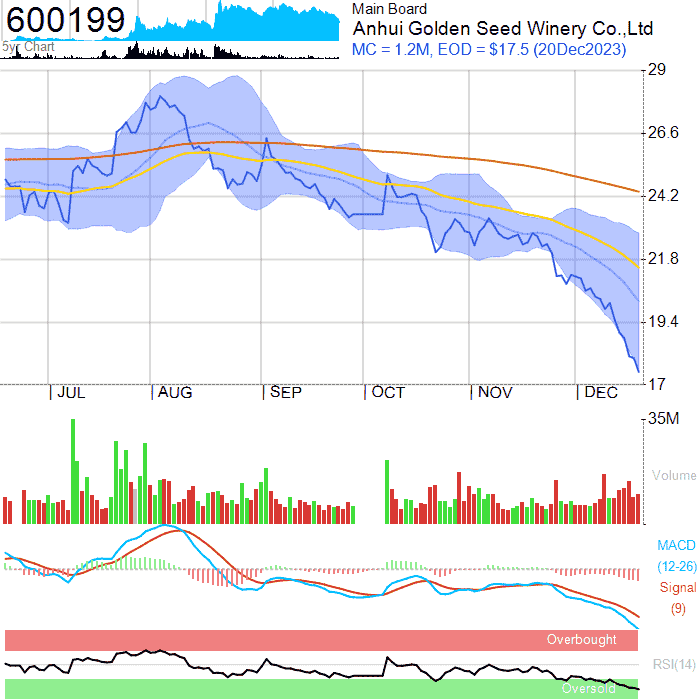 600199
5yr Chart
Main Board
Anhui Golden Seed Winery Co.,Ltd
MC = 1.2M, EOD = $17.5 (20Dec2023)
29
26.6
24.2
21.8
19.4
17
JUL AUG SEP OCT NOV DEC
35M
Volume
MACD
(12-26)
Signal
(9)
Overbought
RSI(14)
Oversold